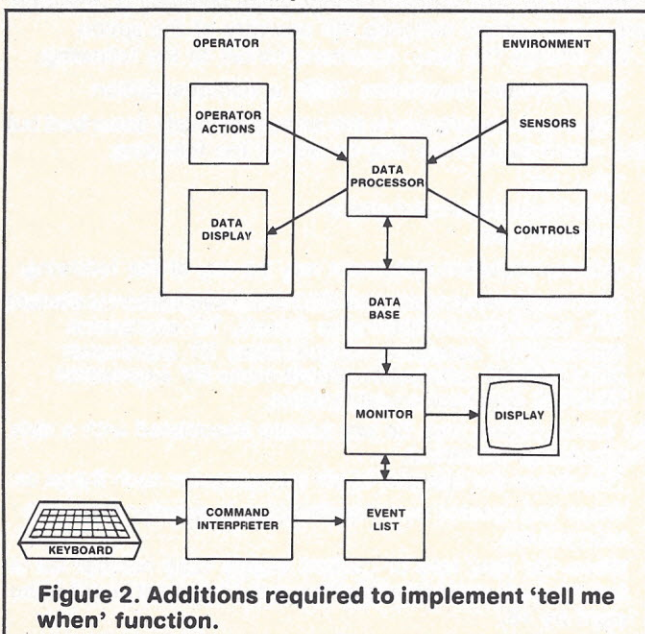 OPERATOR
ENVIRONMENT
OPERATOR
ACTIONS
SENSORS
DATA
PROCESSOR
DATA
DISPLAY
CONTROLS
DATA
BASE
MONITOR
DISPLAY
COMMAND
INTERPRETER
EVENT
LIST
KEYBOARD
Figure 2. Additions required to implement ‘tell me
when’ function.